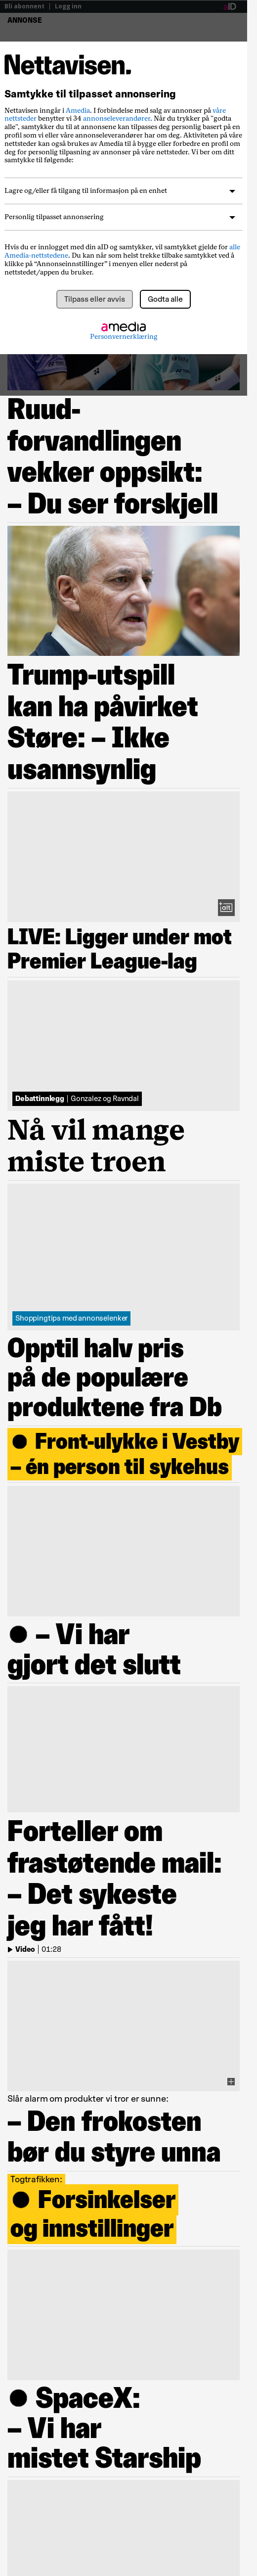 Bli abonnent | Logg inn
aID
ANNONSE
Nettavisen.
Samtykke til tilpasset annonsering
Nettavisen inngår i Amedia. I forbindelse med salg av annonser på våre
nettsteder benytter vi 34 annonseleverandører. Når du trykker på "godta
alle", samtykker du til at annonsene kan tilpasses deg personlig basert på en
profil som vi eller de annonseleverandører har om deg. Aktiviteten på våre
nettsteder kan også brukes av Amedia til å bygge eller forbedre en profil om
deg for personlig tilpasning av annonser på våre nettsteder. Vi ber om ditt
samtykke til følgende:
Lagre og/eller få tilgang til informasjon på en enhet
Personlig tilpasset annonsering
Hvis du er innlogget med din aID og samtykker, vil samtykket gjelde for alle
Amedia-nettstedene. Du kan når som helst trekke tilbake samtykket ved å
klikke på “Annonseinnstillinger” i menyen eller nederst på
nettstedet/appen du bruker.
Tilpass eller avvis
Godta alle
amedia
Personvernerklæring
Ruud-
forvandlingen
vekker oppsikt:
– Du ser forskjell
Trump-utspill
kan ha påvirket
Støre: – Ikke
usannsynlig
alt
LIVE: Ligger under mot
Premier League-lag
Debattinnlegg | Gonzalez og Ravndal
Nå vil mange
miste troen
Shoppingtips med annonselenker
Opptil halv pris
på de populære
produktene fra Db
● Front-ulykke i Vestby
– én person til sykehus
● – Vi har
gjort det slutt
Forteller om
frastøtende mail:
– Det sykeste
jeg har fått!
Video | 01:28
Slår alarm om produkter vi tror er sunne:
– Den frokosten
bør du styre unna
Togtrafikken:
● Forsinkelser
og innstillinger
● SpaceX:
– Vi har
mistet Starship